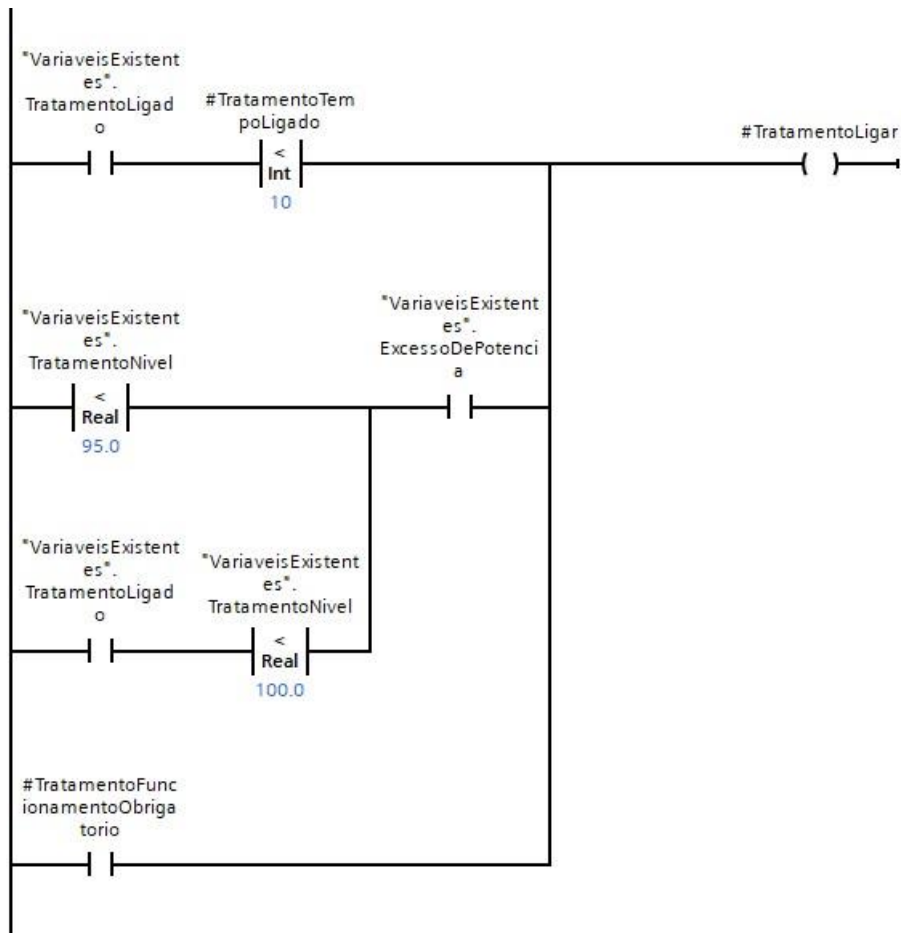 "VariaveisExistent
es".
TratamentoLigad
o
#TratamentoTem
poLigado
#TratamentoLigar
<
Int
10
"VariaveisExistent
es".
TratamentoNivel
"VariaveisExistent
es".
ExcessoDePotenci
a
<
Real
95.0
"VariaveisExistent
es".
TratamentoLigad
o
"VariaveisExistent
es".
TratamentoNivel
<
Real
100.0
#TratamentoFunc
ionamentoObriga
torio